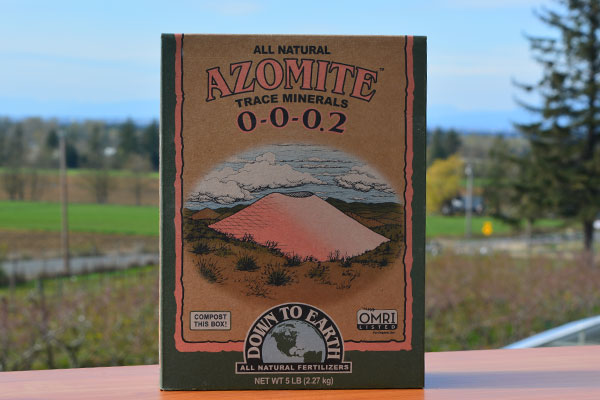 ALL NATURAL
AZOMITE™
TRACE MINERALS
0-0-0.2
COMPOST
THIS BOX!
OMRI
LISTED
DOWN TO EARTH
ALL NATURAL FERTILIZERS
NET WT 5 LB (2.27 kg)